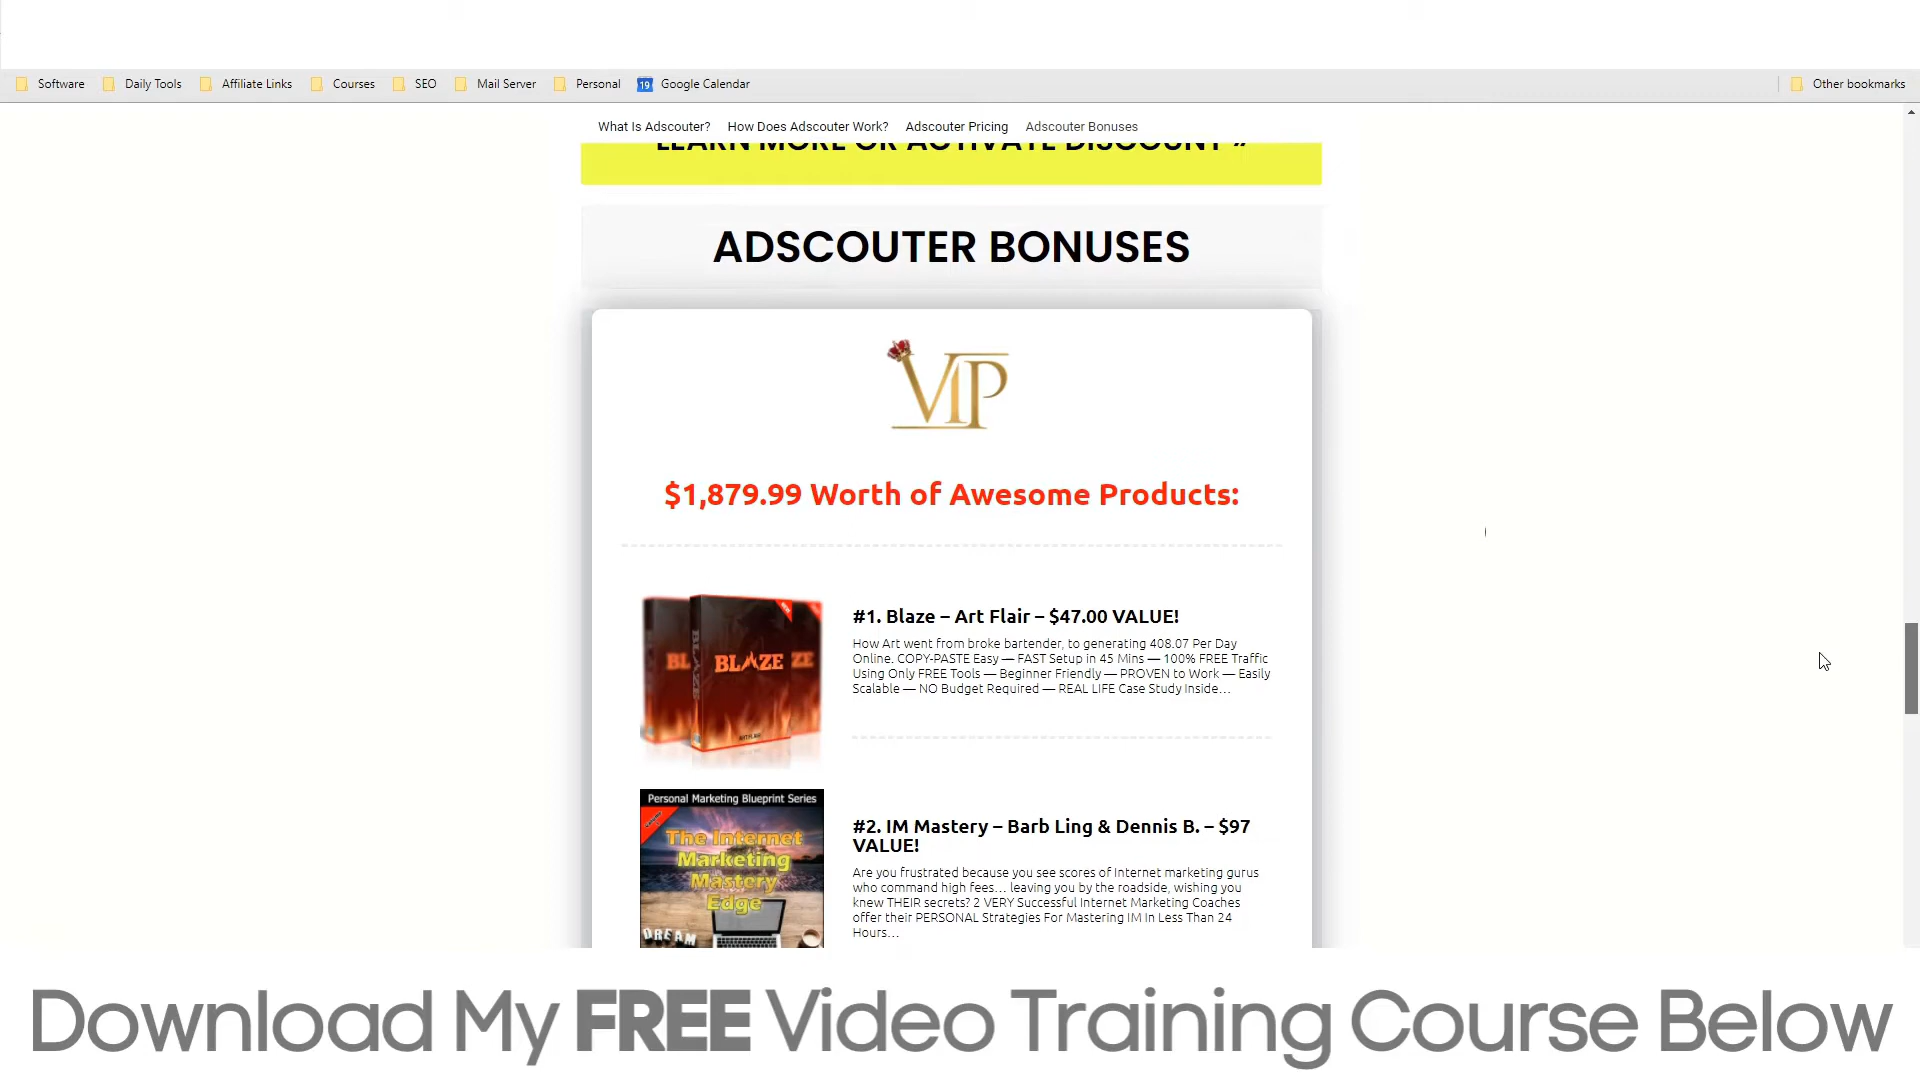 Software Daily Tools Affiliate Links Courses SEO Mail Server Personal 19 Google Calendar Other bookmarks
What Is Adscouter? How Does Adscouter Work? Adscouter Pricing Adscouter Bonuses
LEARN MORE OR ACTIVATE DISCOUNT »
ADSCOUTER BONUSES
VIP
$1,879.99 Worth of Awesome Products:
BLAZE
#1. Blaze – Art Flair – $47.00 VALUE!
How Art went from broke bartender, to generating 408.07 Per Day
Online. COPY-PASTE Easy — FAST Setup in 45 Mins — 100% FREE Traffic
Using Only FREE Tools — Beginner Friendly — PROVEN to Work — Easily
Scalable — NO Budget Required — REAL LIFE Case Study Inside...
Personal Marketing Blueprint Series
The Internet
Marketing
Mastery
Edge
DREAM
#2. IM Mastery – Barb Ling & Dennis B. – $97
VALUE!
Are you frustrated because you see scores of Internet marketing gurus
who command high fees... leaving you by the roadside, wishing you
knew THEIR secrets? 2 VERY Successful Internet Marketing Coaches
offer their PERSONAL Strategies For Mastering IM In Less Than 24
Hours...
Download My FREE Video Training Course Below